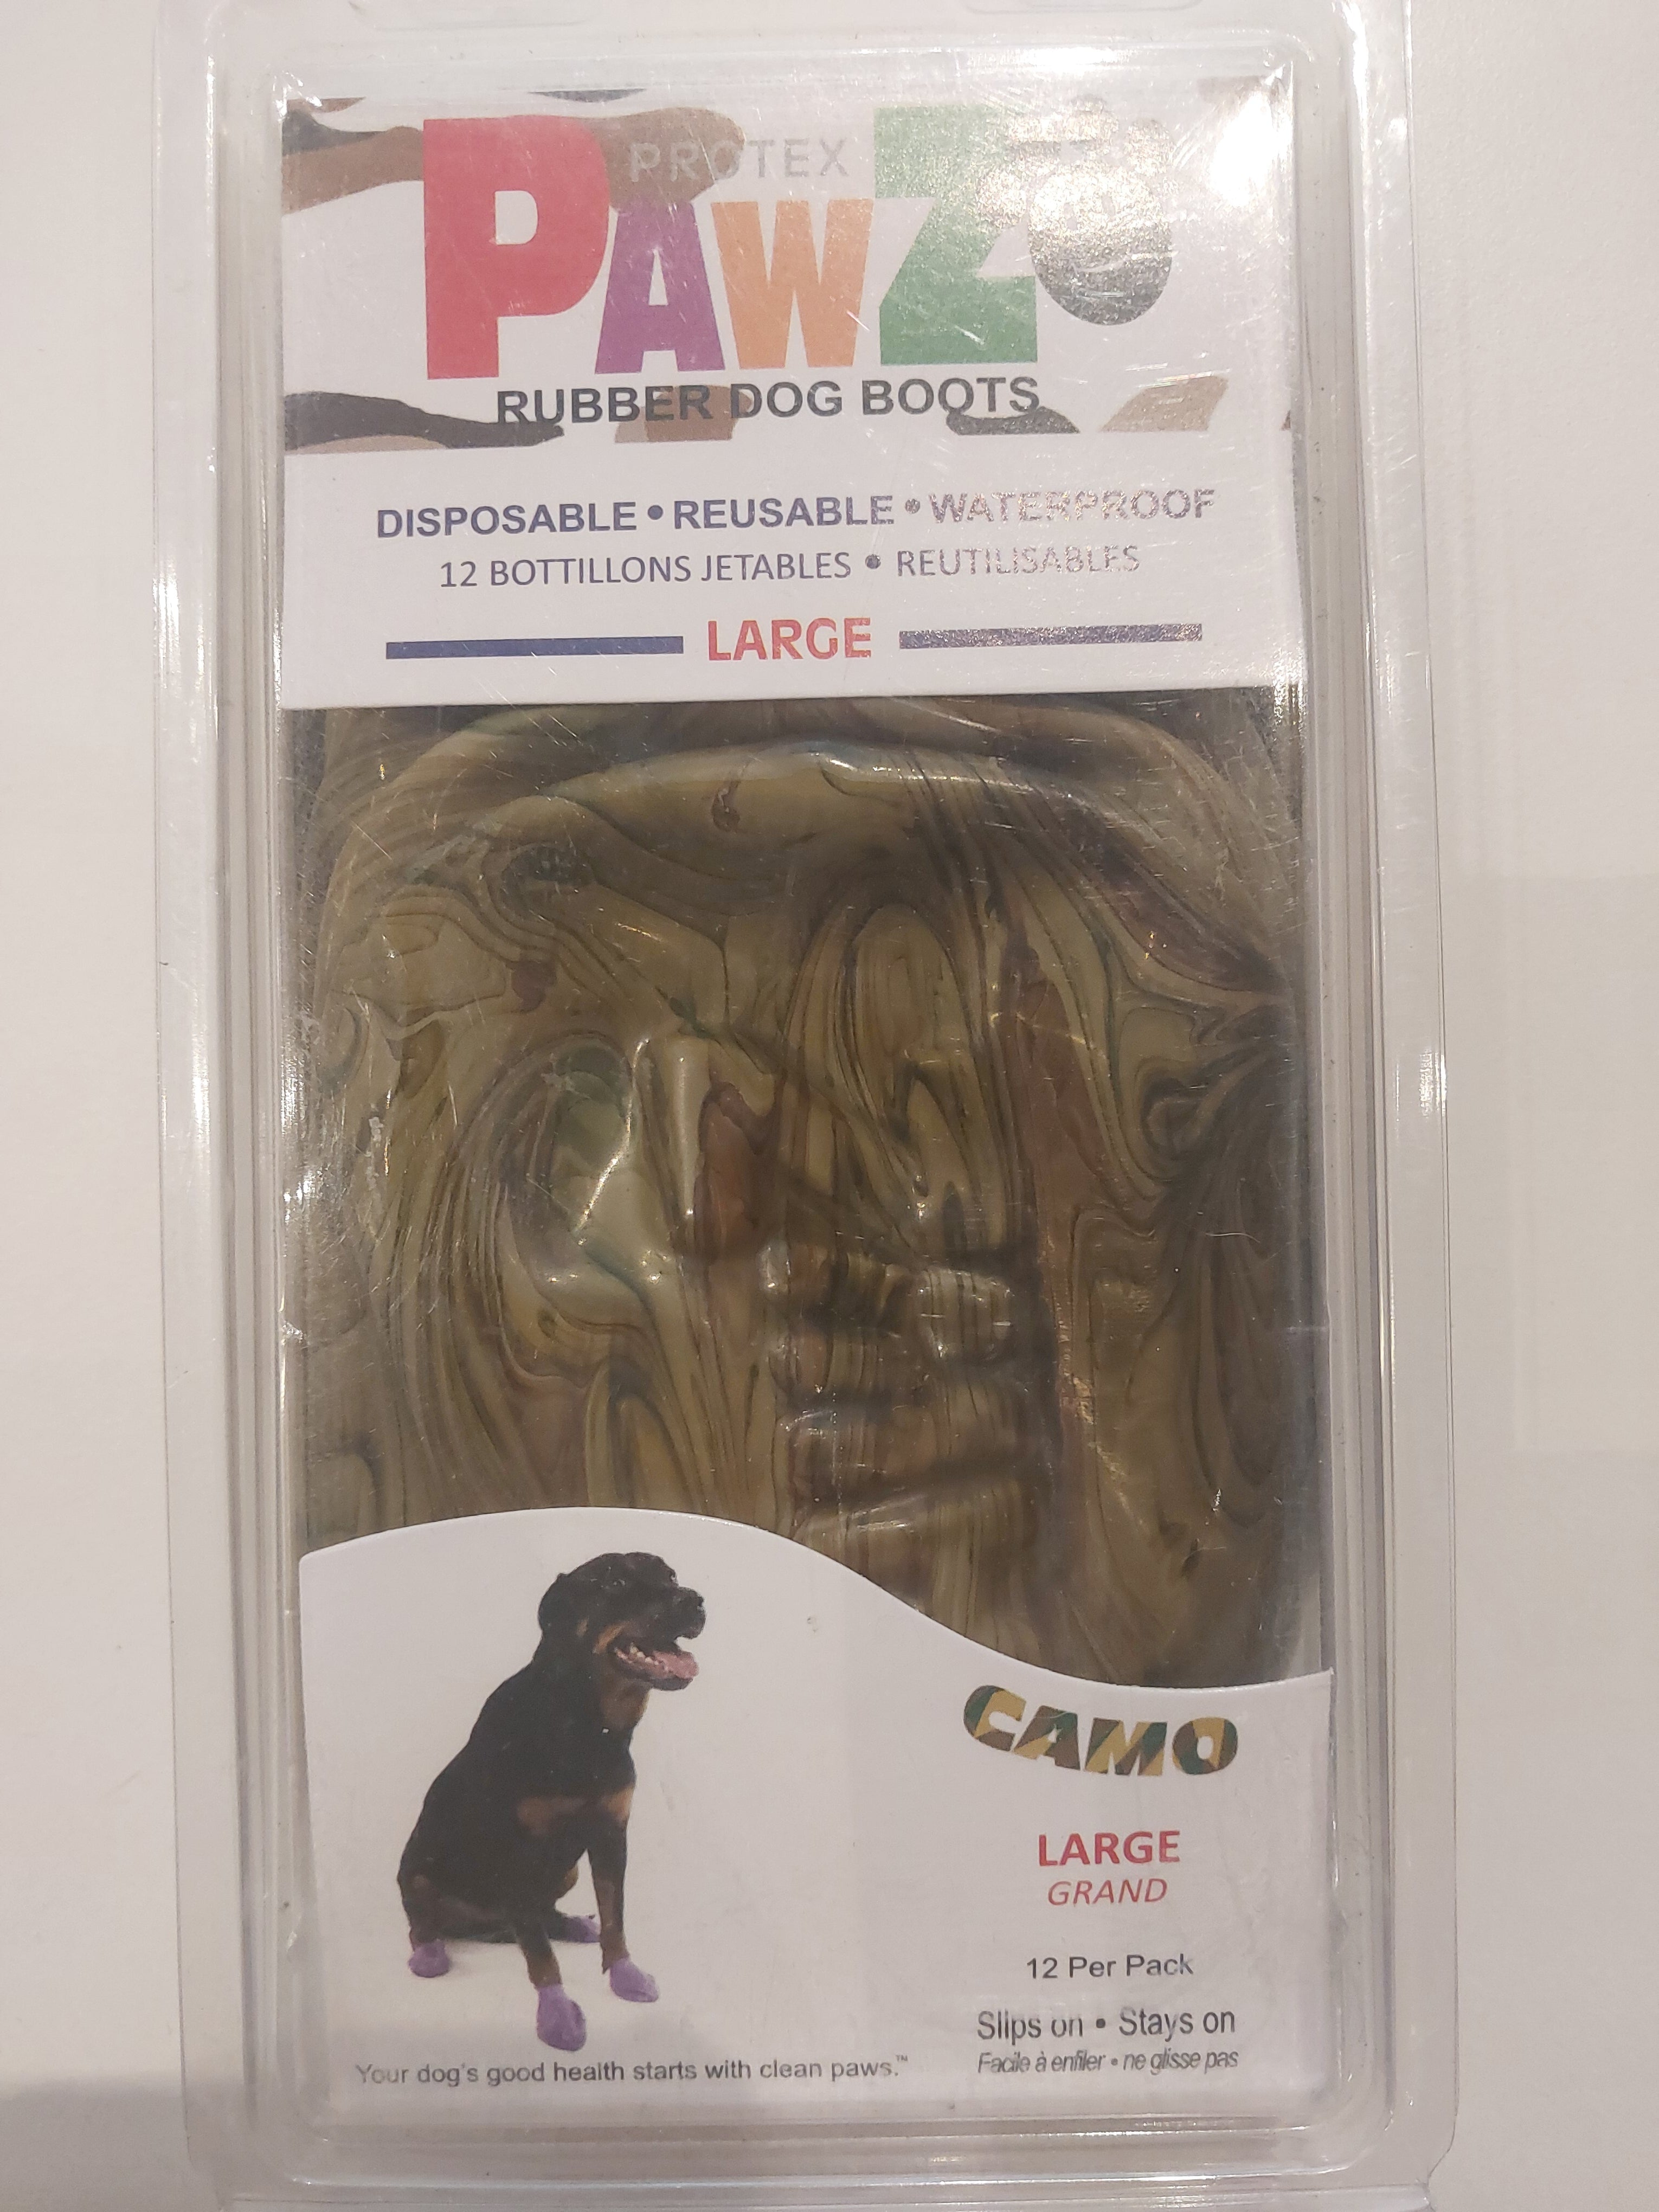 PROTEX
PAWZ
RUBBER DOG BOOTS
DISPOSABLE • REUSABLE • WATERPROOF
12 BOTTILLONS JETABLES • REUTILISABLES
LARGE
CAMO
LARGE
GRAND
12 Per Pack
Slips on • Stays on
Facile à enfiler • ne glisse pas
Your dog's good health starts with clean paws.™